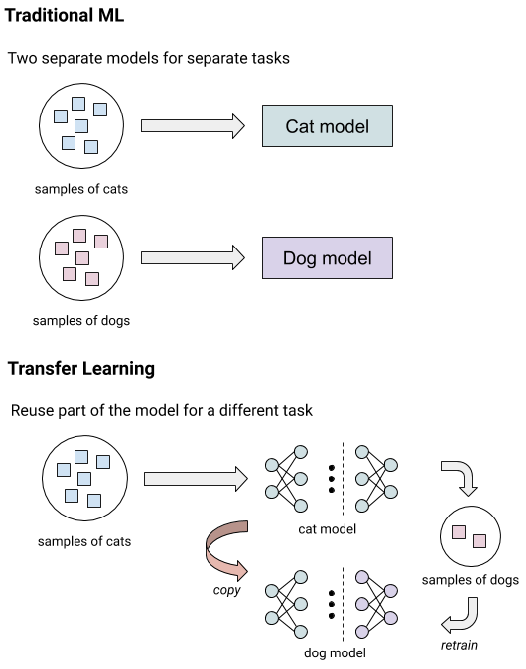 Traditional ML
Two separate models for separate tasks
Cat model
samples of cats
Dog model
samples of dogs
Transfer Learning
Reuse part of the model for a different task
cat model
samples of cats
samples of dogs
copy
retrain
dog model